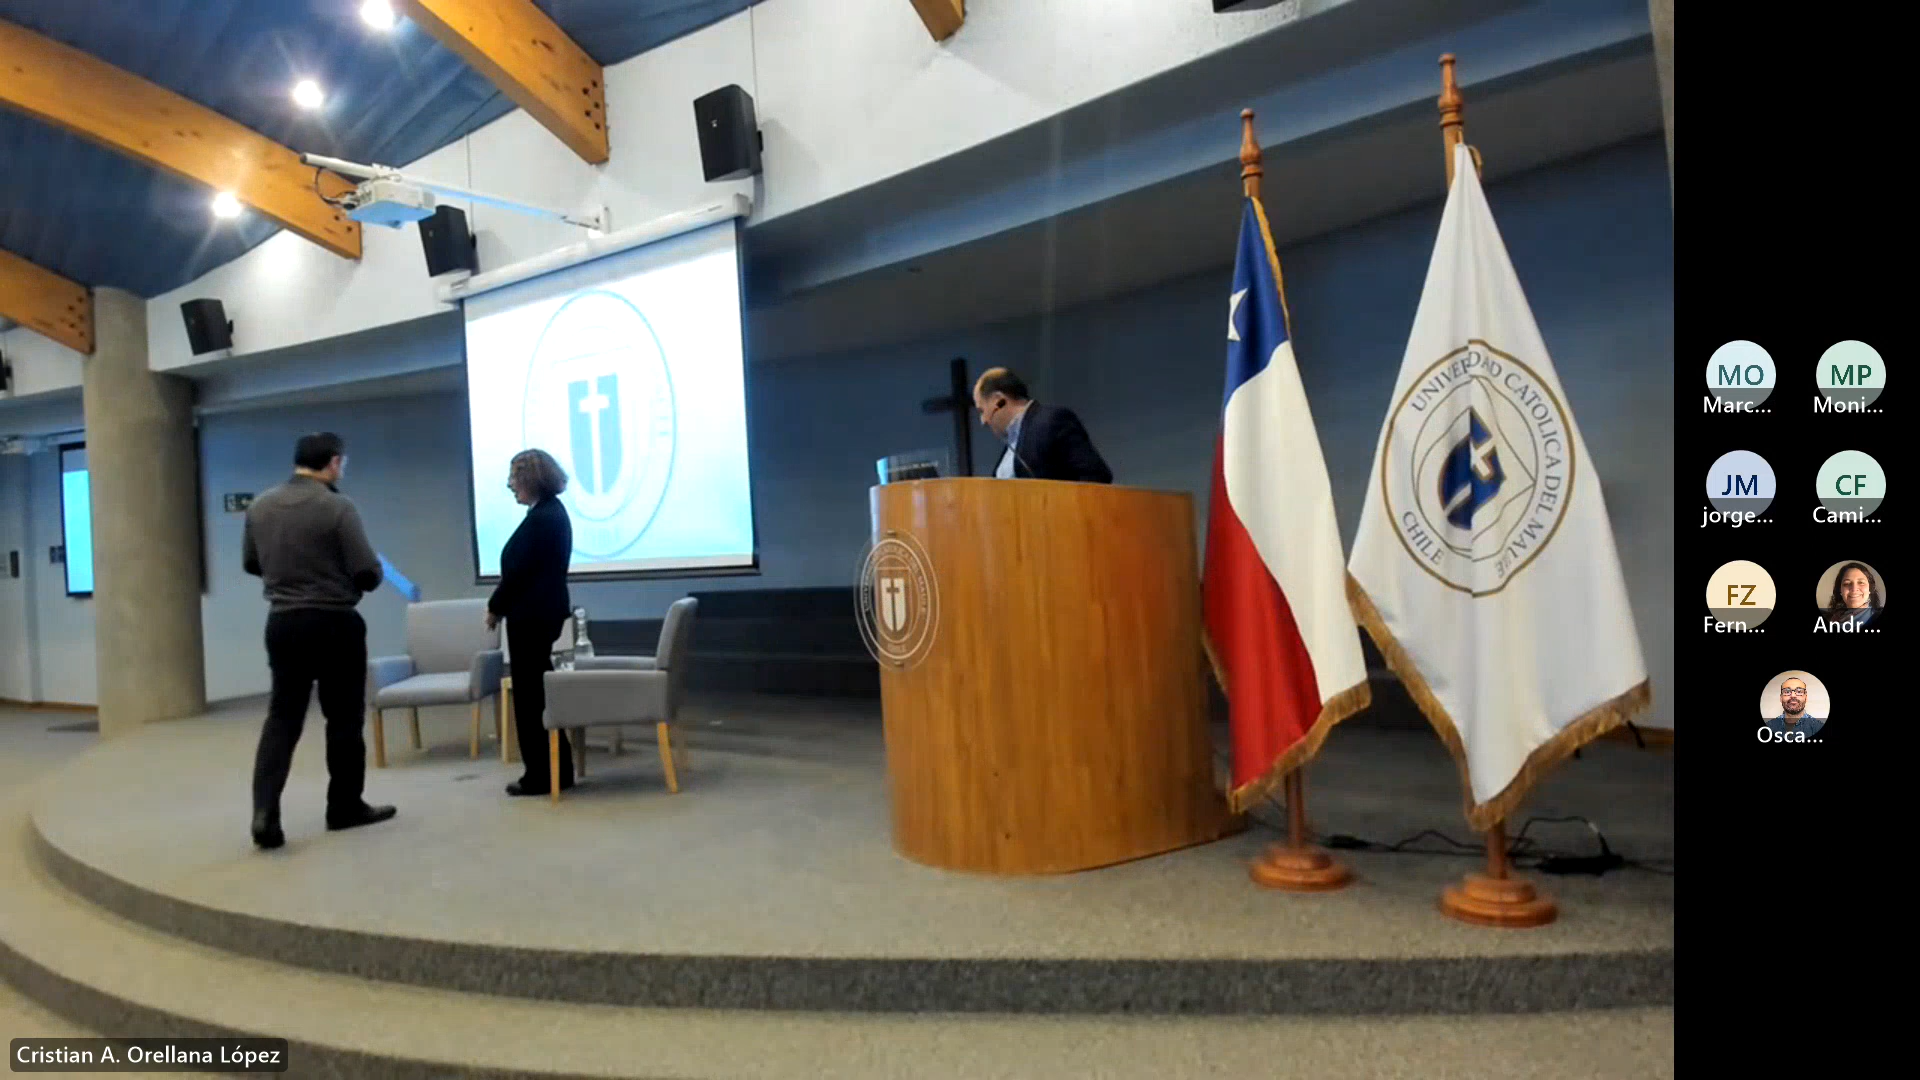 UNIVERSIDAD CATOLICA DEL MAULE
CHILE
MO
Marc...
MP
Moni...
JM
jorge...
CF
Cami...
FZ
Fern...
Andr...
Osca...
Cristian A. Orellana López